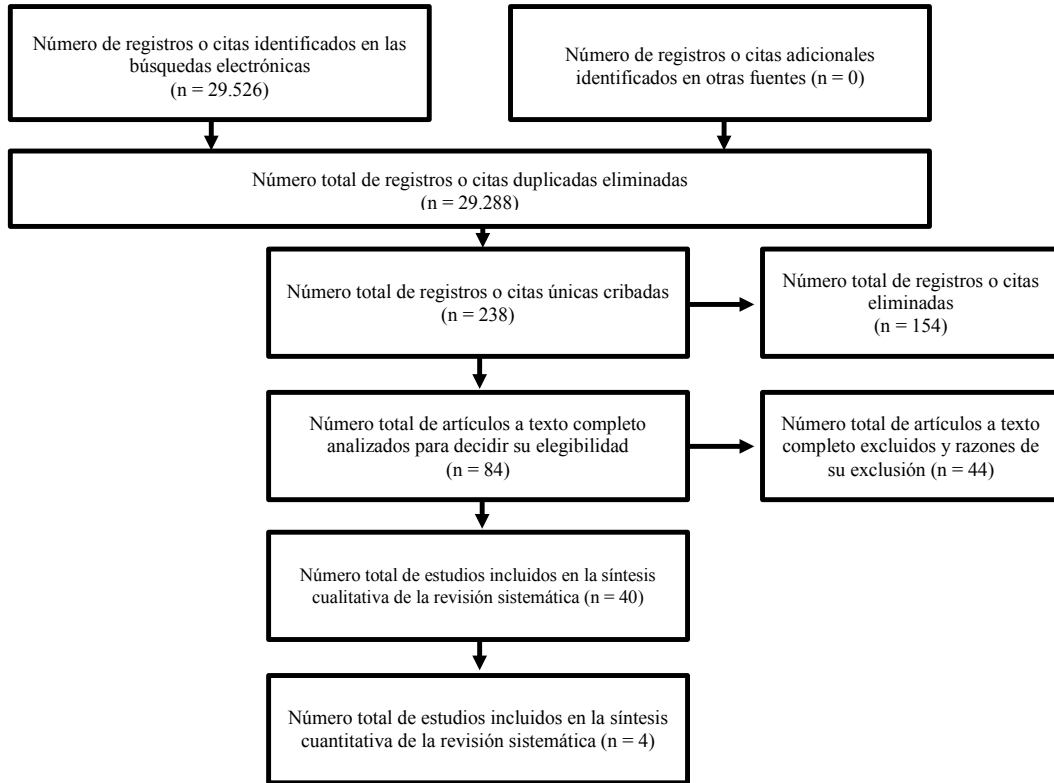 Número de registros o citas identificados en las
búsquedas electrónicas
(n = 29.526)
Número de registros o citas adicionales
identificados en otras fuentes (n = 0)
Número total de registros o citas duplicadas eliminadas
(n = 29.288)
Número total de registros o citas únicas cribadas
(n = 238)
Número total de registros o citas
eliminadas
(n = 154)
Número total de artículos a texto completo
analizados para decidir su elegibilidad
(n = 84)
Número total de artículos a texto
completo excluidos y razones de
su exclusión (n = 44)
Número total de estudios incluidos en la síntesis
cualitativa de la revisión sistemática (n = 40)
Número total de estudios incluidos en la síntesis
cuantitativa de la revisión sistemática (n = 4)